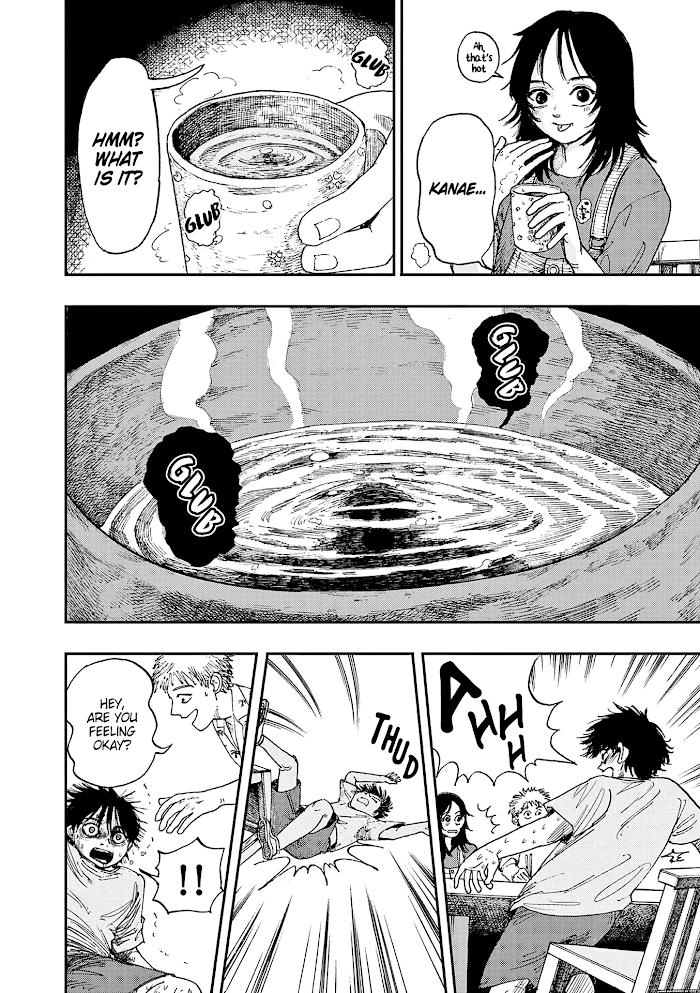 Ah,
that's
hot
KANAE...
GLUB
HMM?
WHAT
IS IT?
GLUB
GLUB
GLUB
AHHH
THUD
HEY,
ARE YOU
FEELING
OKAY?
!!